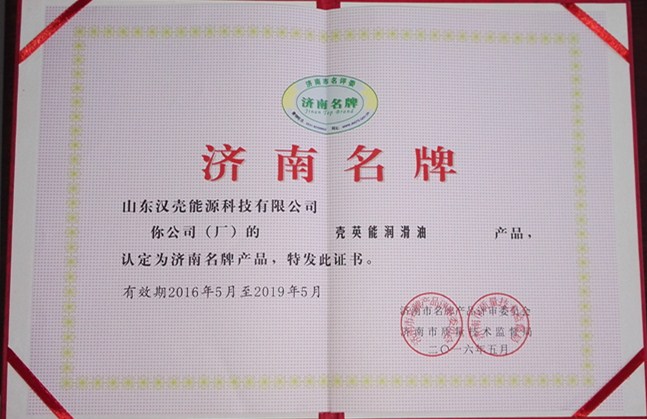 济南市名评委
济南名牌
Jinan Top Brand
济南名牌
山东汉壳能源科技有限公司
你公司（厂）的 壳英能润滑油 产品、
认定为济南名牌产品，特发此证书。
有效期2016年5月至2019年5月
济南市名牌产品评审委员会
济南市质量技术监督局
二〇一六年五月